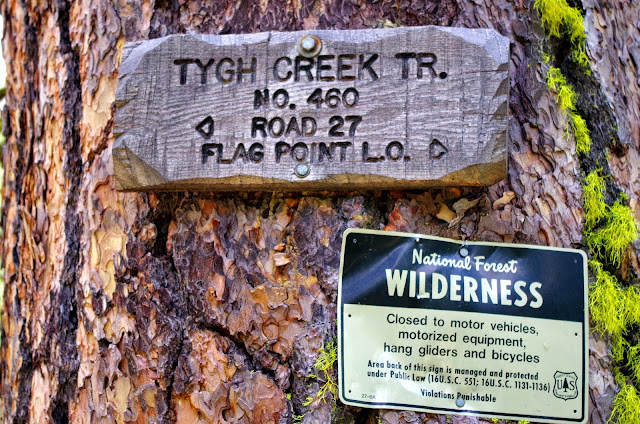 TYGH CREEK TR.
NO. 460
ROAD 27
FLAG POINT L.O.
National Forest
WILDERNESS
Closed to motor vehicles,
motorized equipment,
hang gliders and bicycles
Area back of this sign is managed and protected
under Public Law (16U.S.C. 551; 16U.S.C. 1131-1136)
Violations Punishable
UAS